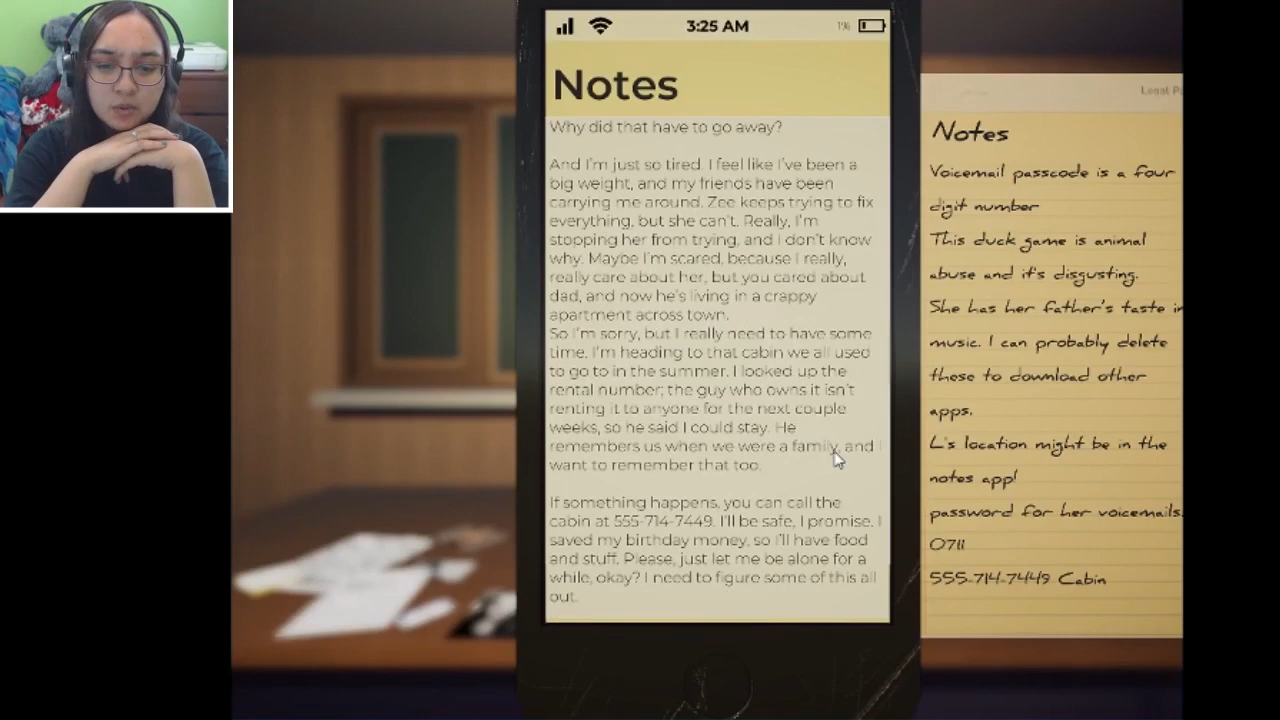 3:25 AM
1%
Notes
Why did that have to go away?
And I'm just so tired. I feel like I've been a
big weight, and my friends have been
carrying me around. Zee keeps trying to fix
everything, but she can't. Really, I'm
stopping her from trying, and I don't know
why. Maybe I'm scared, because I really,
really care about her, but you cared about
dad, and now he's living in a crappy
apartment across town.
So I'm sorry, but I really need to have some
time. I'm heading to that cabin we all used
to go to in the summer. I looked up the
rental number; the guy who owns it isn't
renting it to anyone for the next couple
weeks, so he said I could stay. He
remembers us when we were a family, and I
want to remember that too.
If something happens, you can call the
cabin at 555-714-7449. I'll be safe, I promise. I
saved my birthday money, so I'll have food
and stuff. Please, just let me be alone for a
while, okay? I need to figure some of this all
out.
Legal
Notes
Voicemail passcode is a four
digit number
This duck game is animal
abuse and it's disgusting.
She has her father's taste in
music. I can probably delete
these to download other
apps.
L's location might be in the
notes app!
password for her voicemails.
0711
555-714-7449 Cabin